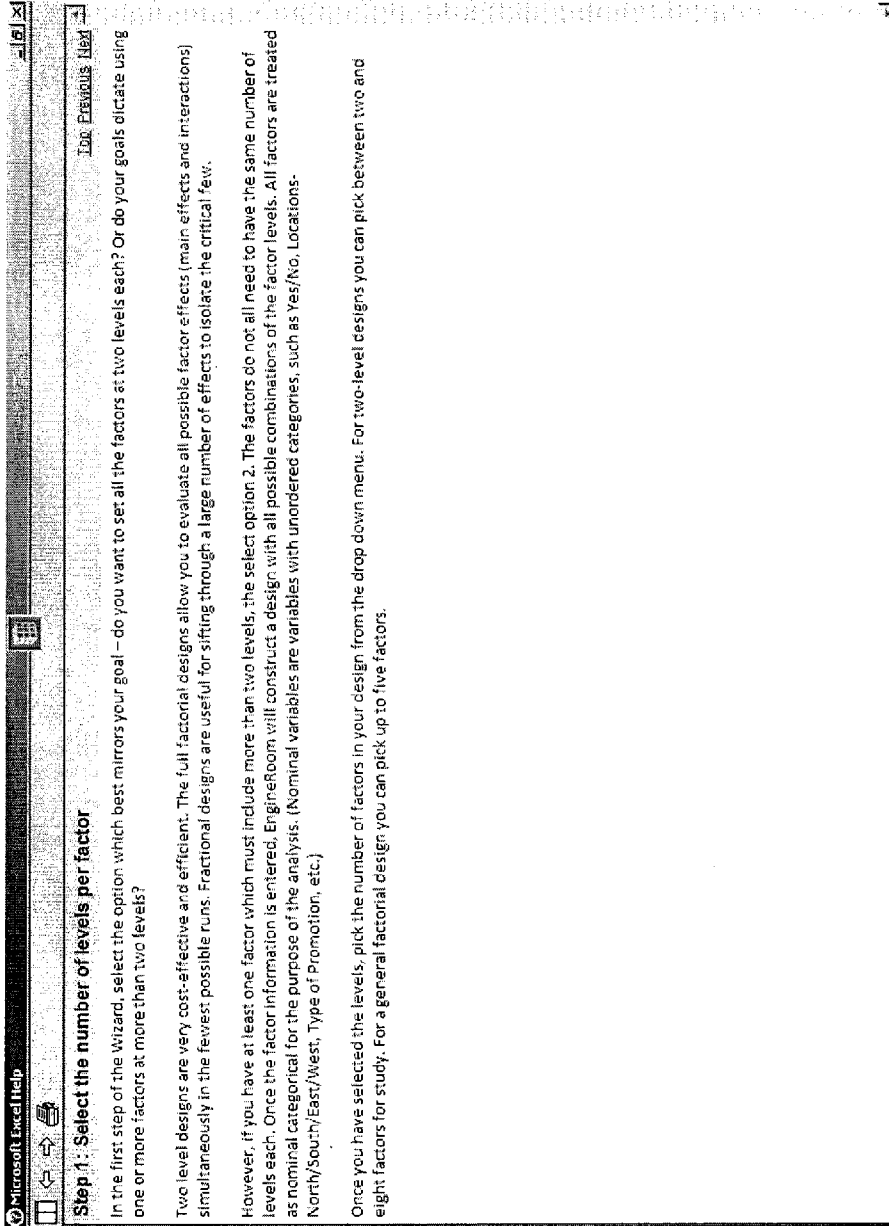 Microsoft Excel Help
Top Previous Next
Step 1: Select the number of levels per factor
In the first step of the Wizard, select the option which best mirrors your goal – do you want to set all the factors at two levels each? Or do your goals dictate using
one or more factors at more than two levels?
Two level designs are very cost-effective and efficient. The full factorial designs allow you to evaluate all possible factor effects (main effects and interactions)
simultaneously in the fewest possible runs. Fractional designs are useful for sifting through a large number of effects to isolate the critical few.
However, if you have at least one factor which must include more than two levels, the select option 2. The factors do not all need to have the same number of
levels each. Once the factor information is entered, EngineRoom will construct a design with all possible combinations of the factor levels. All factors are treated
as nominal categorical for the purpose of the analysis. (Nominal variables are variables with unordered categories, such as Yes/No, Locations-
North/South/East/West, Type of Promotion, etc.)
Once you have selected the levels, pick the number of factors in your design from the drop down menu. For two-level designs you can pick between two and
eight factors for study. For a general factorial design you can pick up to five factors.